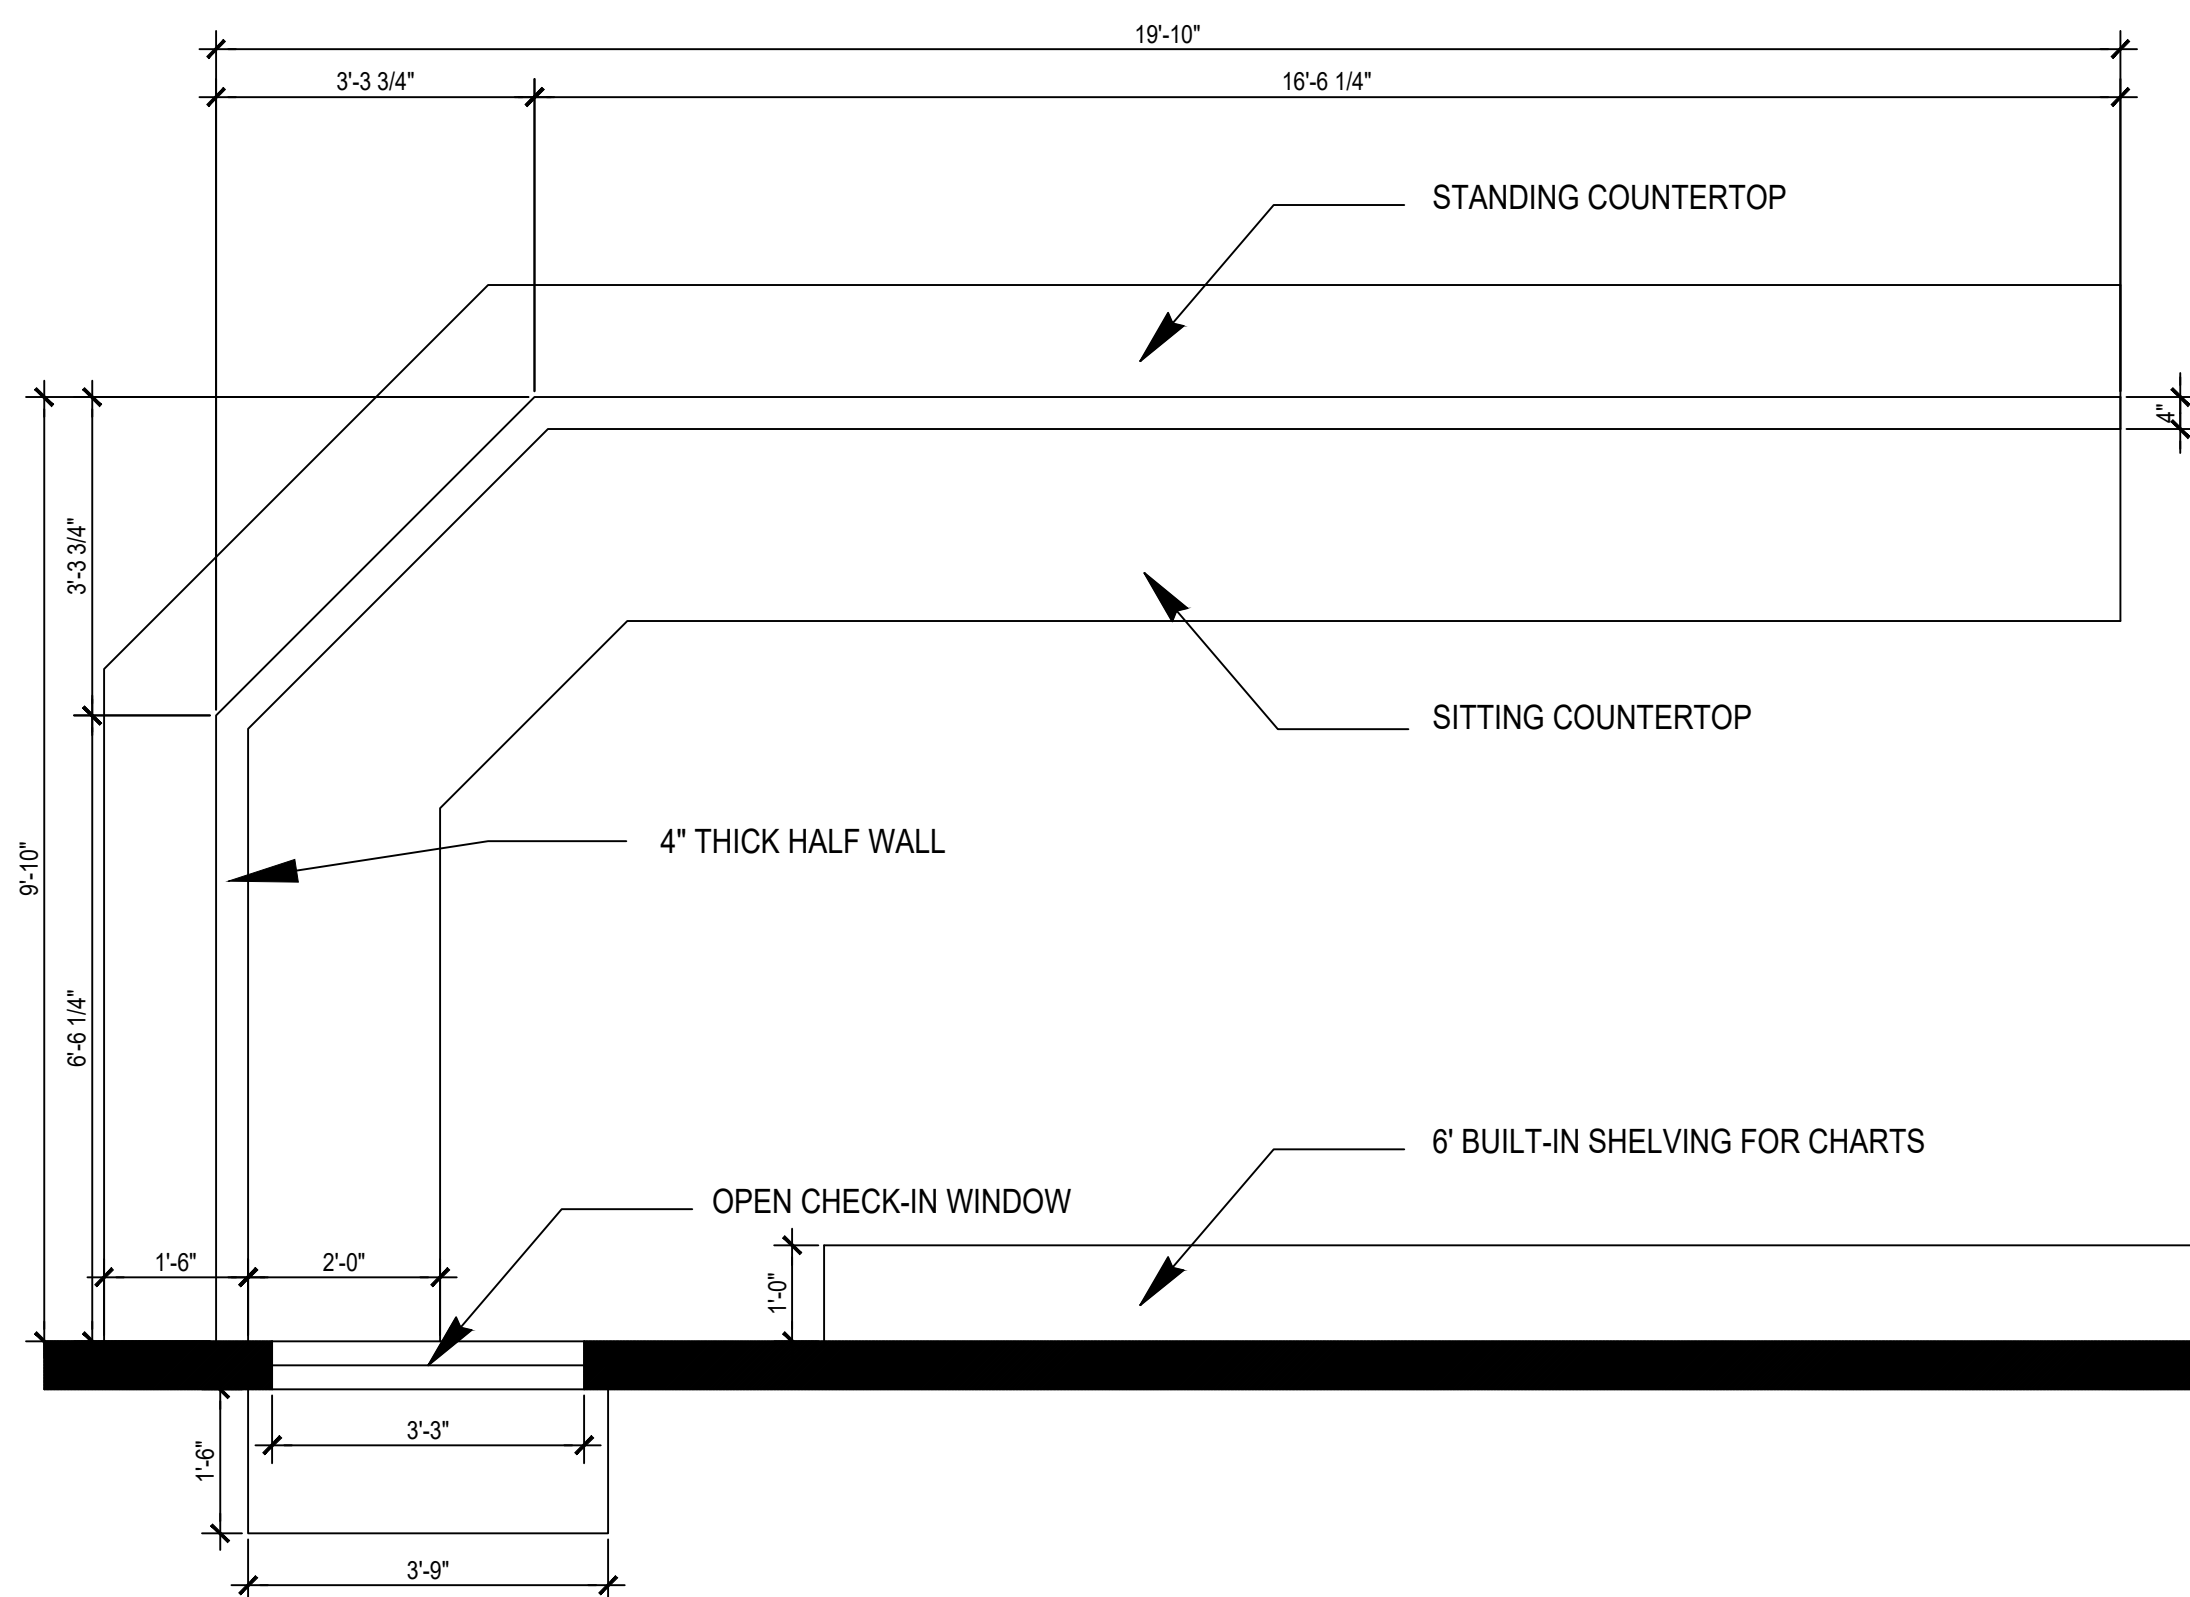 19'-10"
3'-3 3/4"
16'-6 1/4"
STANDING COUNTERTOP
4"
3'-3 3/4"
SITTING COUNTERTOP
4" THICK HALF WALL
9'-10"
6'-6 1/4"
6' BUILT-IN SHELVING FOR CHARTS
OPEN CHECK-IN WINDOW
1'-6"
2'-0"
1'-0"
3'-3"
1'-6"
3'-9"